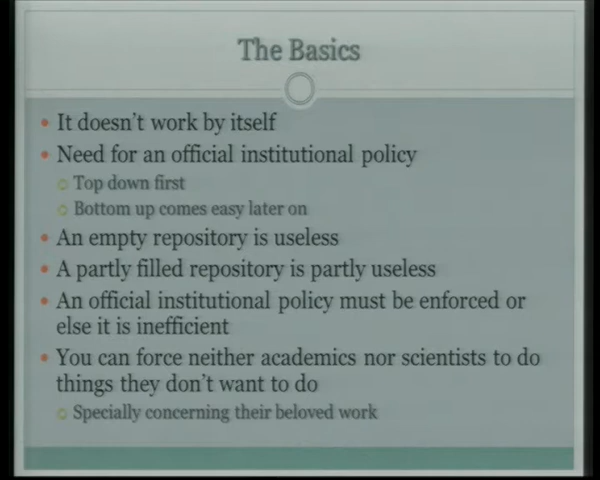 The Basics
It doesn't work by itself
Need for an official institutional policy
Top down first
Bottom up comes easy later on
An empty repository is useless
A partly filled repository is partly useless
An official institutional policy must be enforced or
else it is inefficient
You can force neither academics nor scientists to do
things they don't want to do
Specially concerning their beloved work